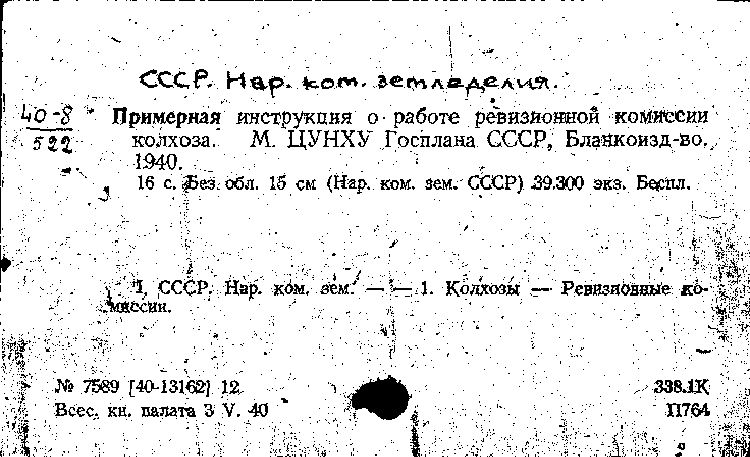 СССР. Нар. ком. земледелия.
40-8
522
Примерная инструкция о работе ревизионной комиссии
колхоза. М. ЦУНХУ Госплана СССР, Бланкоизд-во,
1940.
16 с. Без обл. 15 см (Нар. ком. зем. СССР) 39.300 экз. Беспл.
I. СССР. Нар. ком. зем. — — 1. Колхозы — Ревизионные ко-
миссии.
№ 7589 [40-13162] 12
338.1К
Всес. кн. палата 3 V. 40
П764